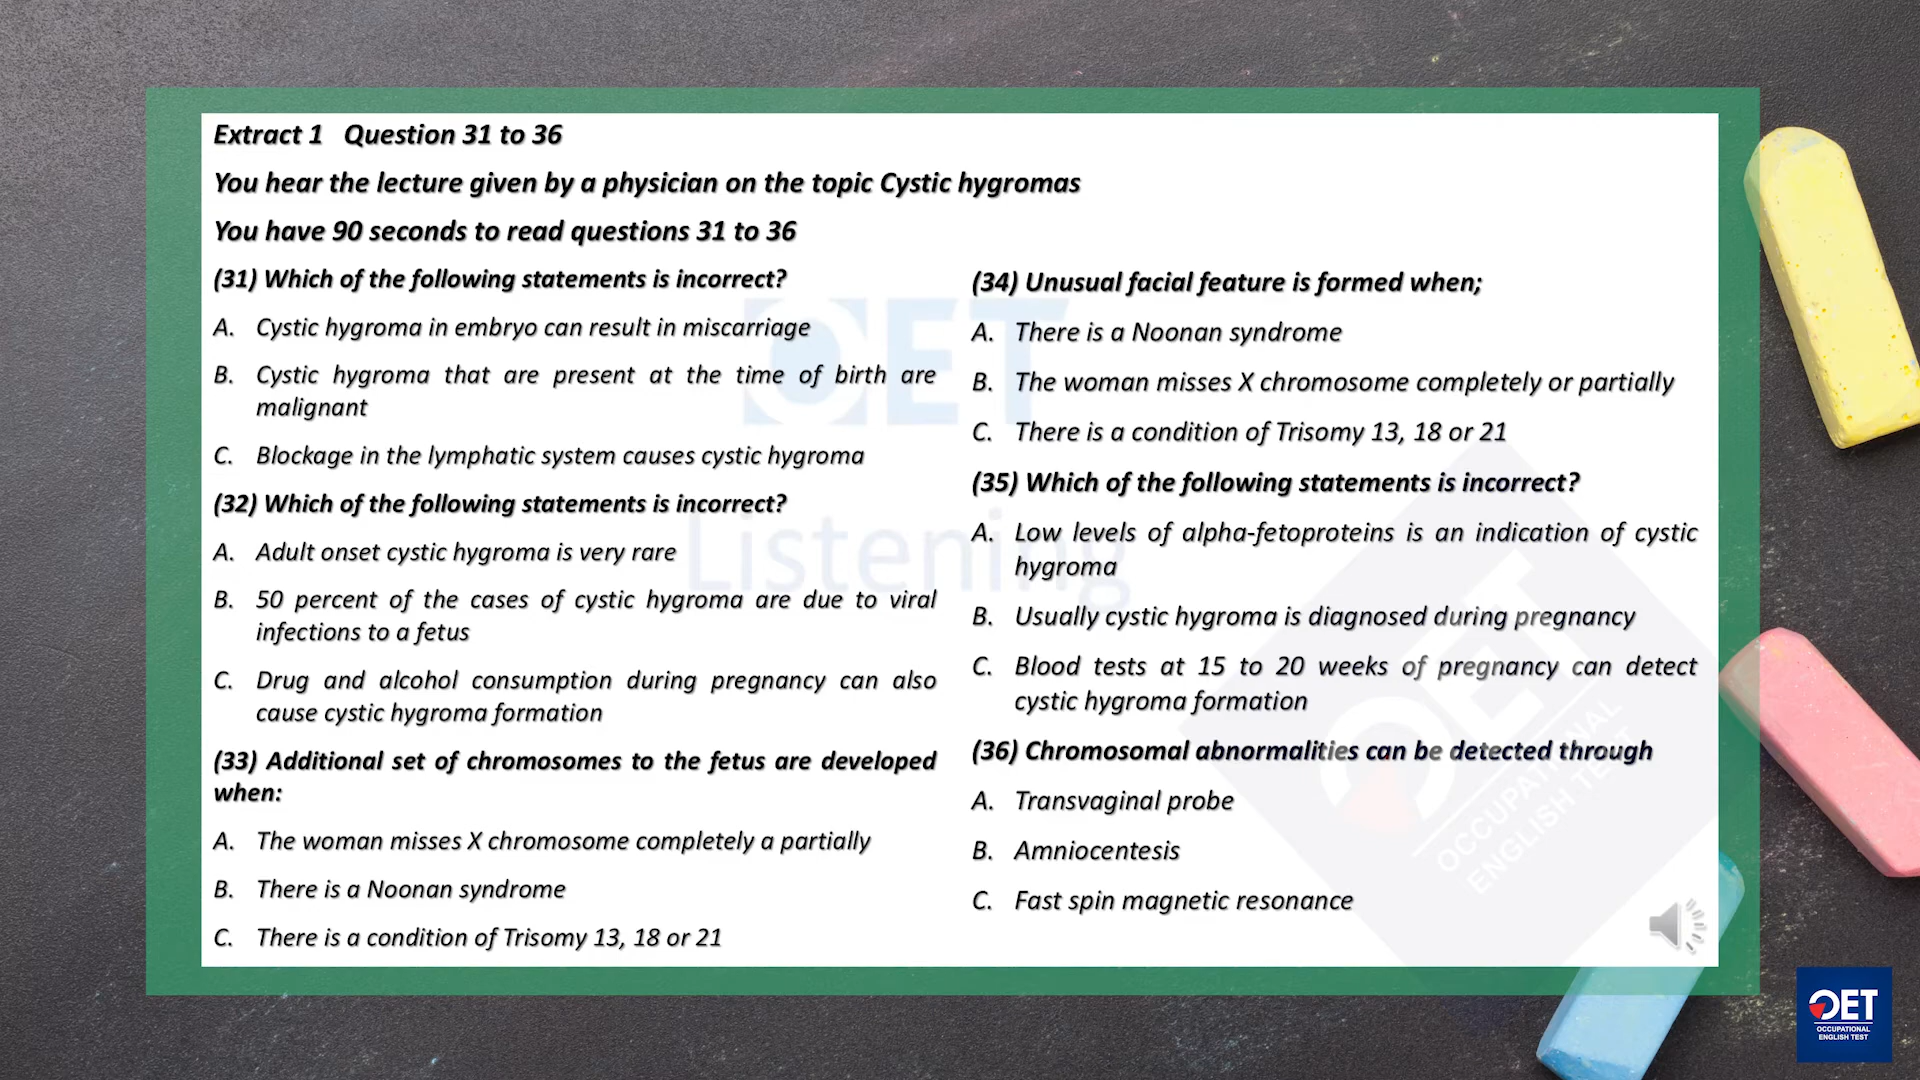 Extract 1   Question 31 to 36
You hear the lecture given by a physician on the topic Cystic hygromas
You have 90 seconds to read questions 31 to 36
(31) Which of the following statements is incorrect?
A. Cystic hygroma in embryo can result in miscarriage
B. Cystic hygroma that are present at the time of birth are
malignant
C. Blockage in the lymphatic system causes cystic hygroma
(32) Which of the following statements is incorrect?
A. Adult onset cystic hygroma is very rare
B. 50 percent of the cases of cystic hygroma are due to viral
infections to a fetus
C. Drug and alcohol consumption during pregnancy can also
cause cystic hygroma formation
(33) Additional set of chromosomes to the fetus are developed
when:
A. The woman misses X chromosome completely a partially
B. There is a Noonan syndrome
C. There is a condition of Trisomy 13, 18 or 21
(34) Unusual facial feature is formed when;
A. There is a Noonan syndrome
B. The woman misses X chromosome completely or partially
C. There is a condition of Trisomy 13, 18 or 21
(35) Which of the following statements is incorrect?
A. Low levels of alpha-fetoproteins is an indication of cystic
hygroma
B. Usually cystic hygroma is diagnosed during pregnancy
C. Blood tests at 15 to 20 weeks of pregnancy can detect
cystic hygroma formation
(36) Chromosomal abnormalities can be detected through
A. Transvaginal probe
B. Amniocentesis
C. Fast spin magnetic resonance
OET
Listening
OET
OCCUPATIONAL
ENGLISH TEST
OET
OCCUPATIONAL
ENGLISH TEST